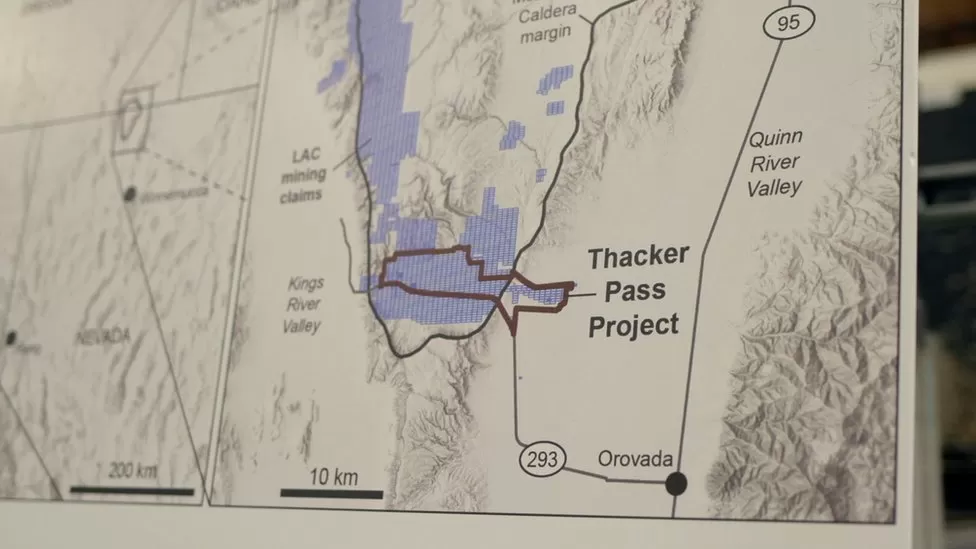 Caldera
margin
95
LAC
mining
claims
Quinn
River
Valley
Winnemucca
Kings
River
Valley
Thacker
Pass
Project
NEVADA
200 km
10 km
293
Orovada